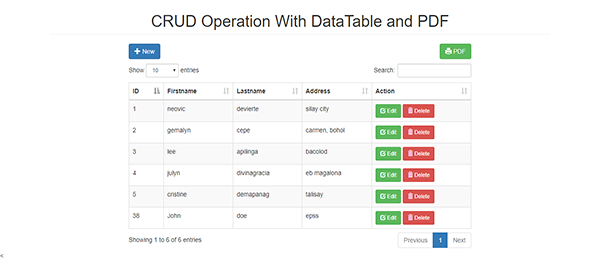 CRUD Operation With DataTable and PDF
New PDF
Show 10 entries Search:
ID Firstname Lastname Address Action
1 neovic devierte silay city Edit Delete
2 gemalyn cepe carmen, bohol Edit Delete
3 lee apilinga bacolod Edit Delete
4 julyn divinagracia eb magalona Edit Delete
5 cristine demapanag talisay Edit Delete
38 John doe epss Edit Delete
Showing 1 to 6 of 6 entries Previous 1 Next
<